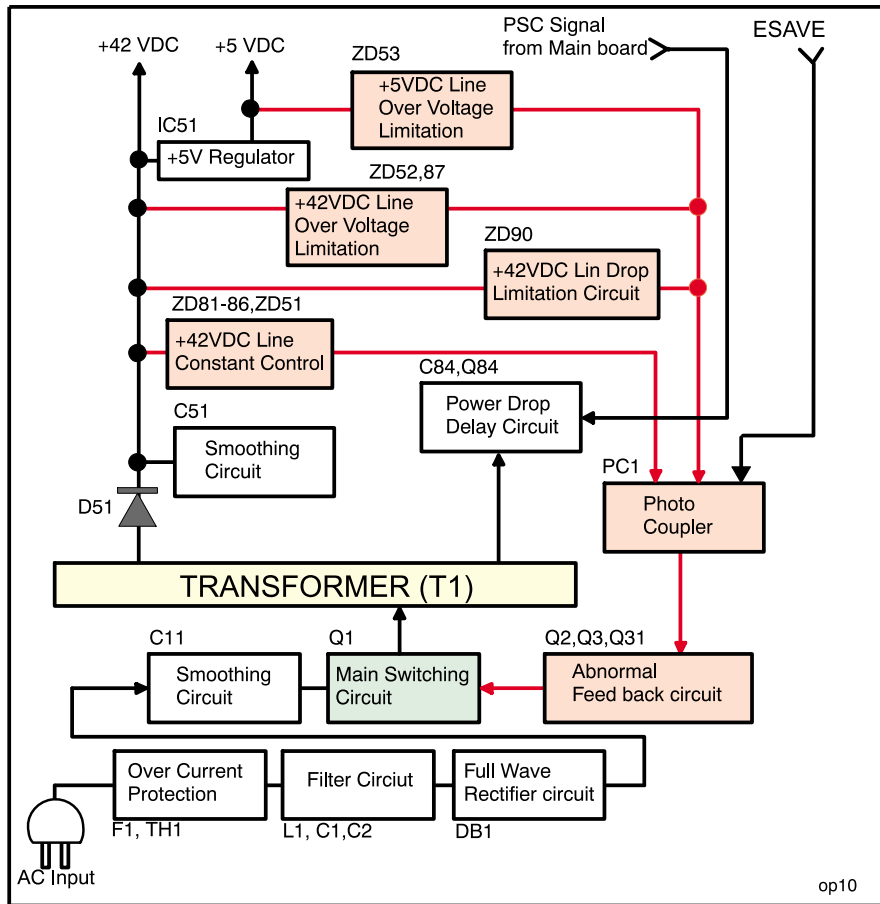 +42 VDC
+5 VDC
PSC Signal
from Main board
ESAVE
ZD53
+5VDC Line
Over Voltage
Limitation
IC51
+5V Regulator
ZD52,87
+42VDC Line
Over Voltage
Limitation
ZD90
+42VDC Lin Drop
Limitation Circuit
ZD81-86,ZD51
+42VDC Line
Constant Control
C84,Q84
Power Drop
Delay Circuit
C51
Smoothing
Circuit
D51
PC1
Photo
Coupler
TRANSFORMER (T1)
C11
Smoothing
Circuit
Q1
Main Switching
Circuit
Q2,Q3,Q31
Abnormal
Feed back circuit
Over Current
Protection
F1, TH1
Filter Circiut
L1, C1,C2
Full Wave
Rectifier circuit
DB1
AC Input
op10